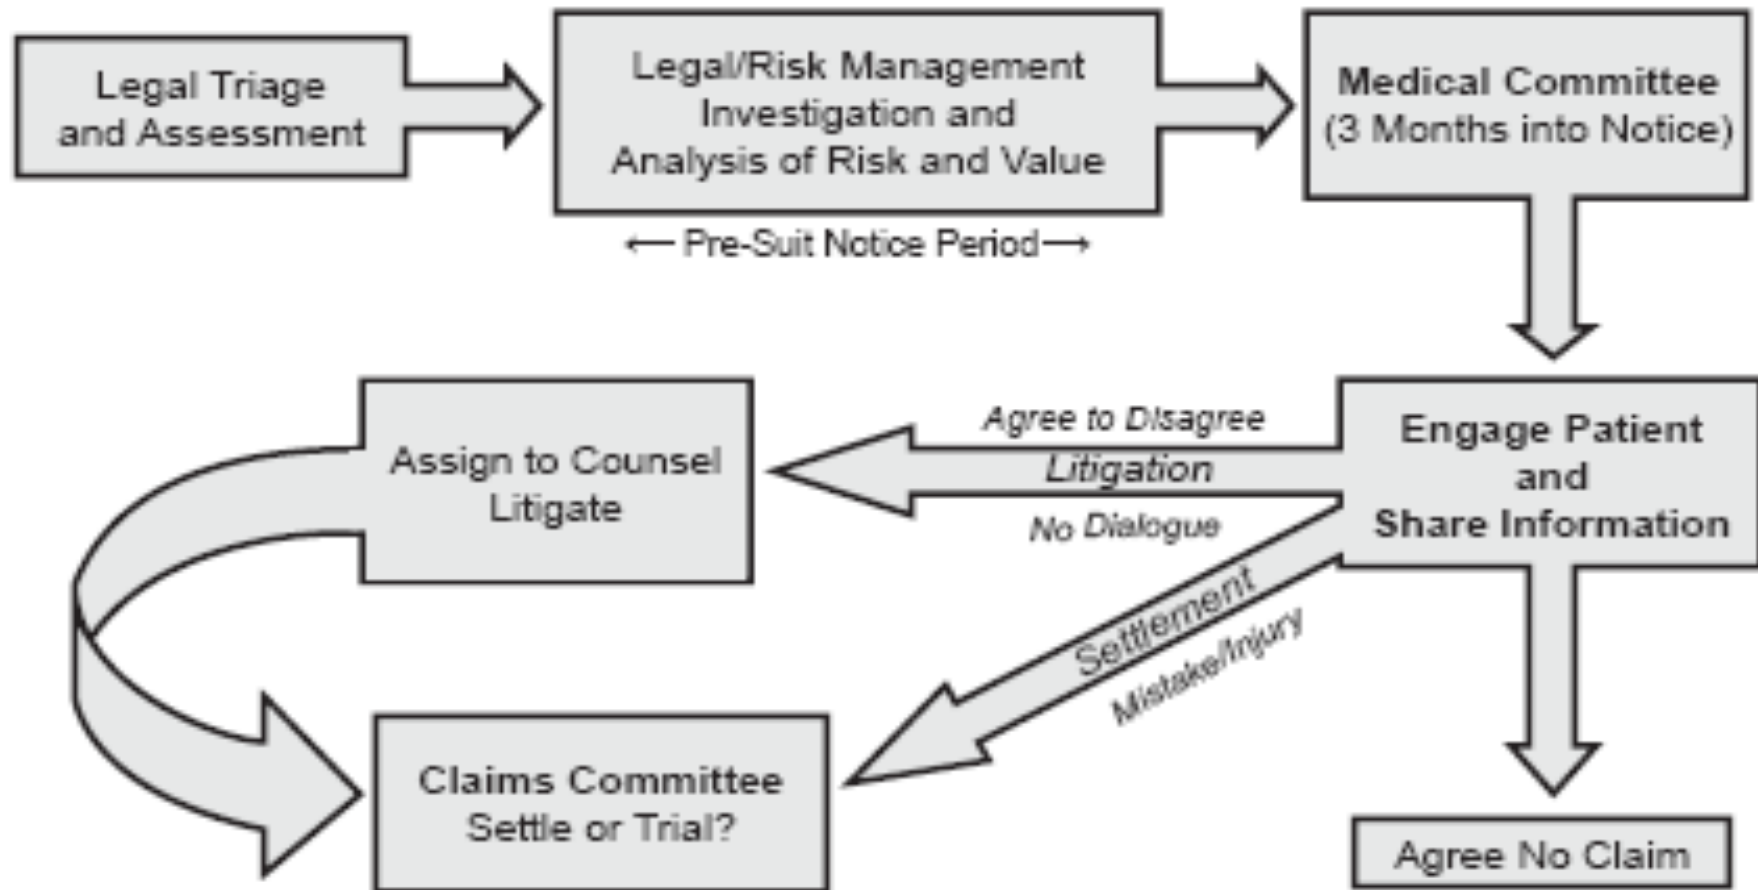 Legal Triage
and Assessment
Legal/Risk Management
Investigation and
Analysis of Risk and Value
Medical Committee
(3 Months into Notice)
← Pre-Suit Notice Period →
Assign to Counsel
Litigate
Agree to Disagree
Litigation
No Dialogue
Engage Patient
and
Share Information
Settlement
Mistake/Injury
Claims Committee
Settle or Trial?
Agree No Claim